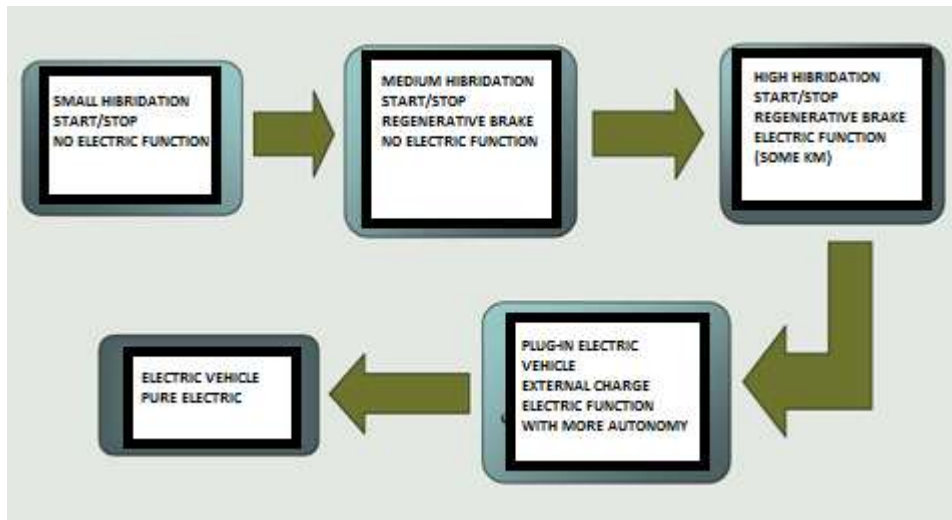 SMALL HIBRIDATION
START/STOP
NO ELECTRIC FUNCTION
MEDIUM HIBRIDATION
START/STOP
REGENERATIVE BRAKE
NO ELECTRIC FUNCTION
HIGH HIBRIDATION
START/STOP
REGENERATIVE BRAKE
ELECTRIC FUNCTION
(SOME KM)
PLUG-IN ELECTRIC
VEHICLE
EXTERNAL CHARGE
ELECTRIC FUNCTION
WITH MORE AUTONOMY
ELECTRIC VEHICLE
PURE ELECTRIC